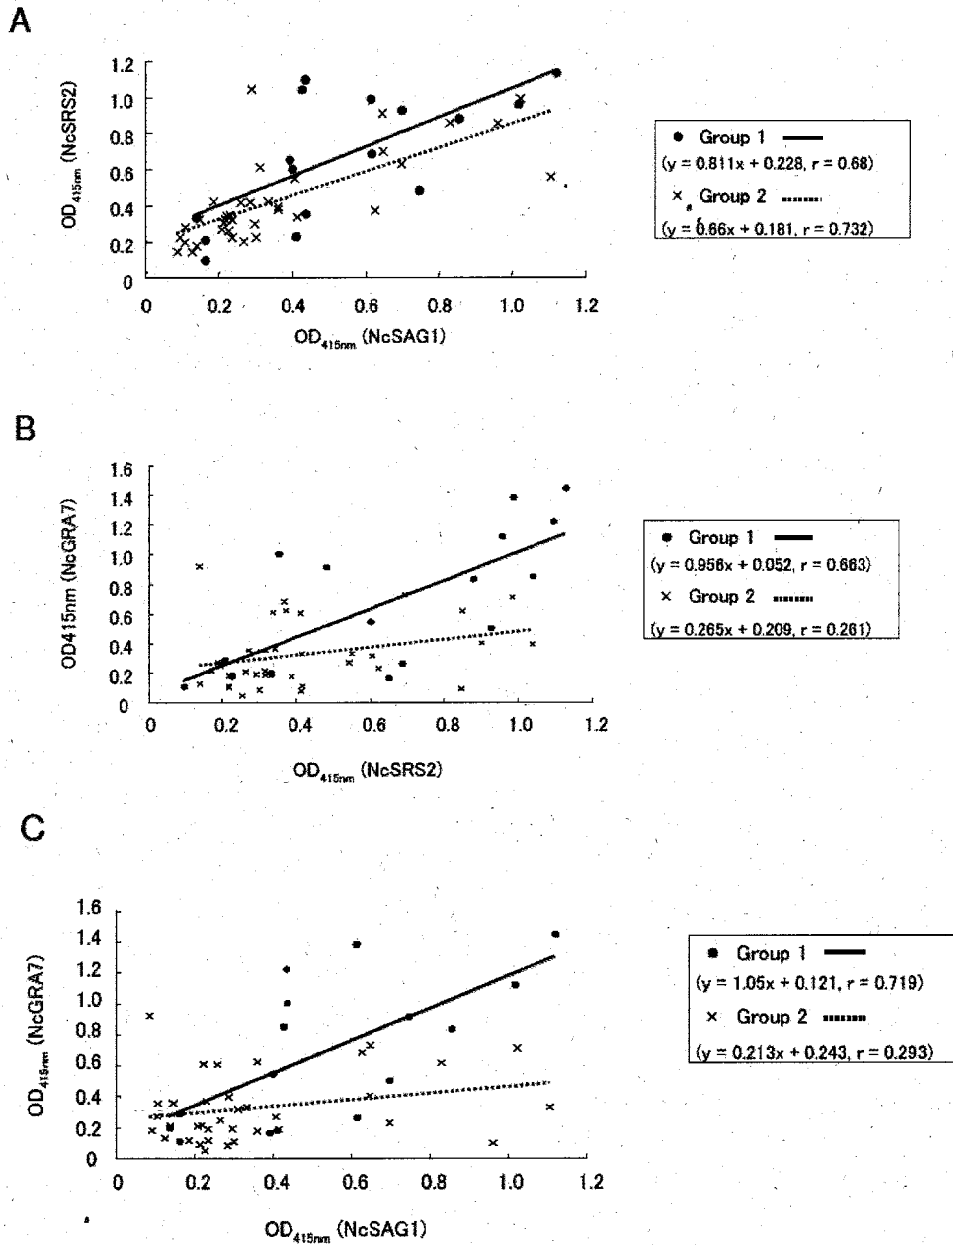 A
1.2
1.0
0.8
0.6
0.4
0.2
0
OD415nm (NcSRS2)
0 0.2 0.4 0.6 0.8 1.0 1.2
OD415nm (NcSAG1)
Group 1
(y = 0.811x + 0.228, r = 0.68)
Group 2
(y = 0.66x + 0.181, r = 0.732)
B
1.6
1.4
1.2
1.0
0.8
0.6
0.4
0.2
0
OD415nm (NcGRA7)
0 0.2 0.4 0.6 0.8 1.0 1.2
OD415nm (NcSRS2)
Group 1
(y = 0.956x + 0.052, r = 0.663)
Group 2
(y = 0.265x + 0.209, r = 0.261)
C
1.6
1.4
1.2
1.0
0.8
0.6
0.4
0.2
0
OD415nm (NcGRA7)
0 0.2 0.4 0.6 0.8 1.0 1.2
OD415nm (NcSAG1)
Group 1
(y = 1.05x + 0.121, r = 0.719)
Group 2
(y = 0.213x + 0.243, r = 0.293)